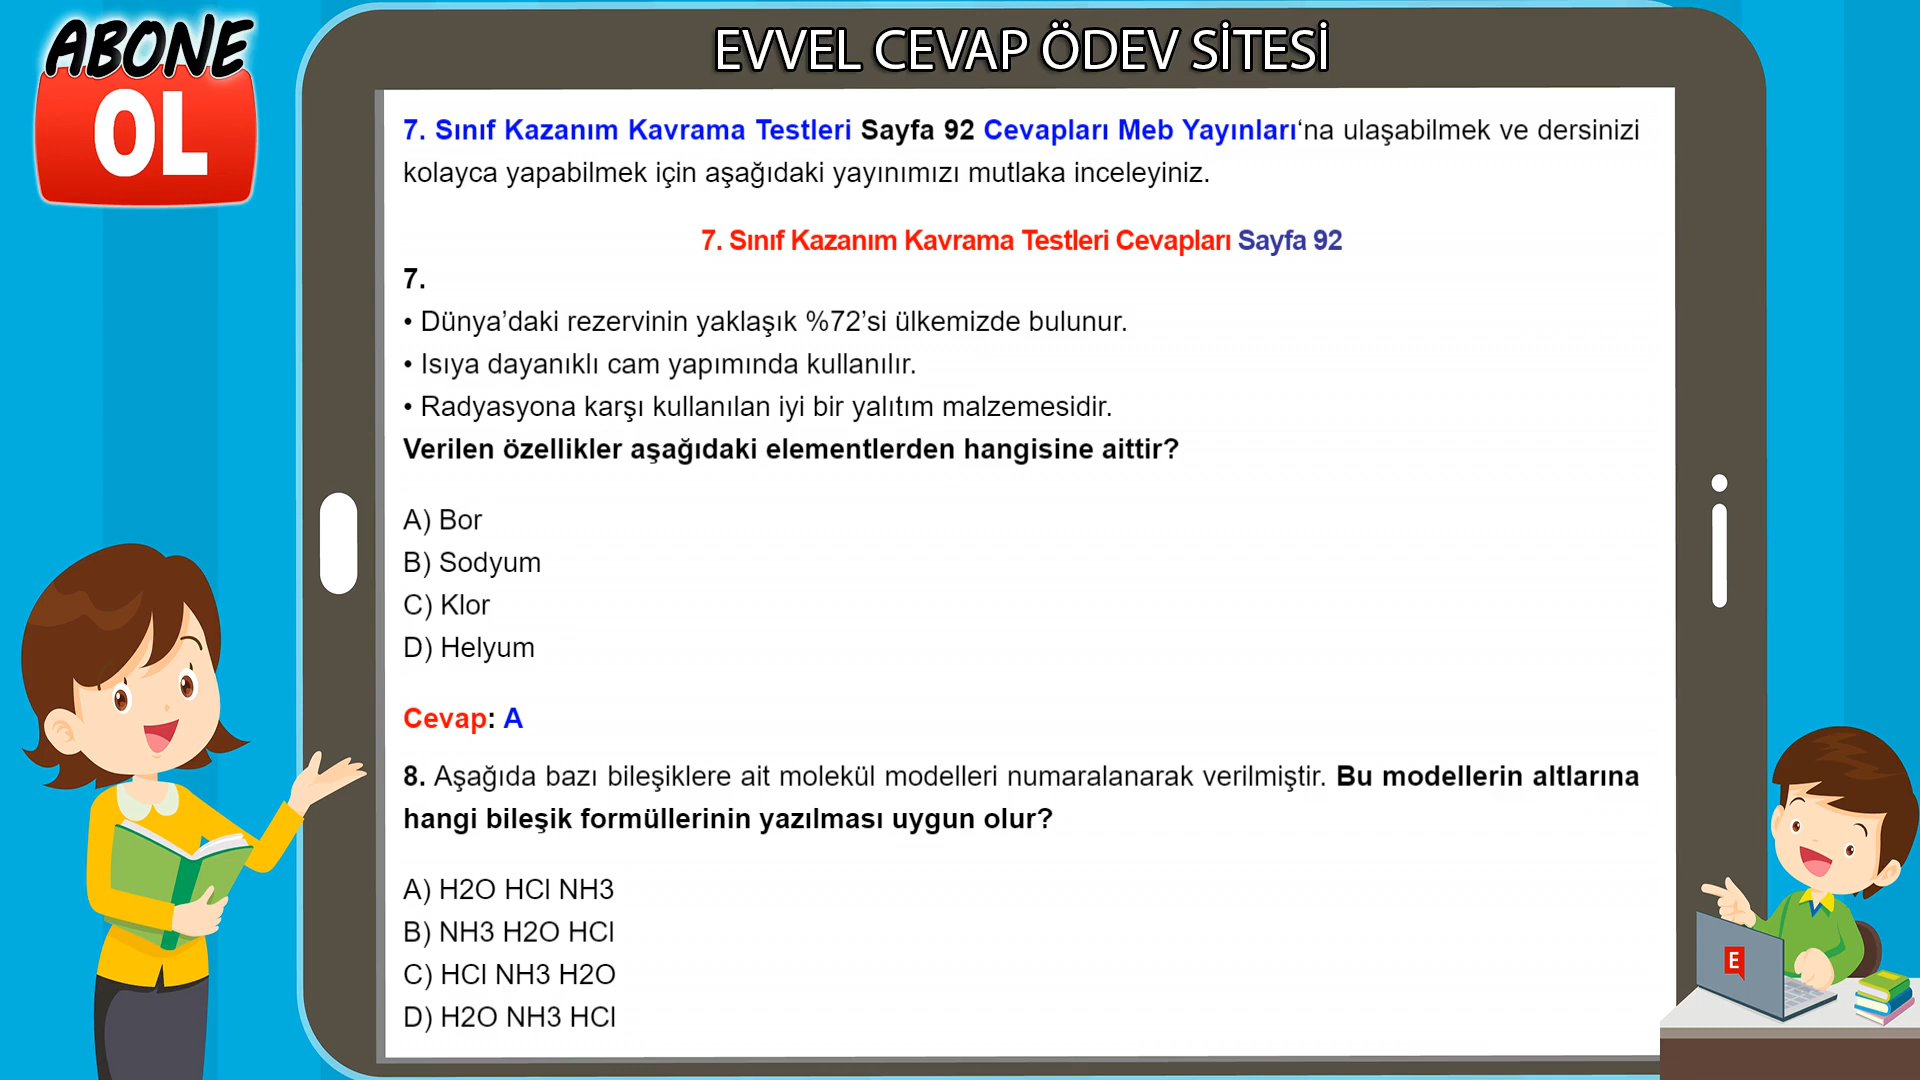 ABONE
OL
EVVEL CEVAP ÖDEV SİTESİ
7. Sınıf Kazanım Kavrama Testleri Sayfa 92 Cevapları Meb Yayınları‘na ulaşabilmek ve dersinizi
kolayca yapabilmek için aşağıdaki yayınımızı mutlaka inceleyiniz.
7. Sınıf Kazanım Kavrama Testleri Cevapları Sayfa 92
7.
• Dünya’daki rezervinin yaklaşık %72’si ülkemizde bulunur.
• Isıya dayanıklı cam yapımında kullanılır.
• Radyasyona karşı kullanılan iyi bir yalıtım malzemesidir.
Verilen özellikler aşağıdaki elementlerden hangisine aittir?
A) Bor
B) Sodyum
C) Klor
D) Helyum
Cevap: A
8. Aşağıda bazı bileşiklere ait molekül modelleri numaralanarak verilmiştir. Bu modellerin altlarına
hangi bileşik formüllerinin yazılması uygun olur?
A) H2O HCl NH3
B) NH3 H2O HCl
C) HCl NH3 H2O
D) H2O NH3 HCl
E